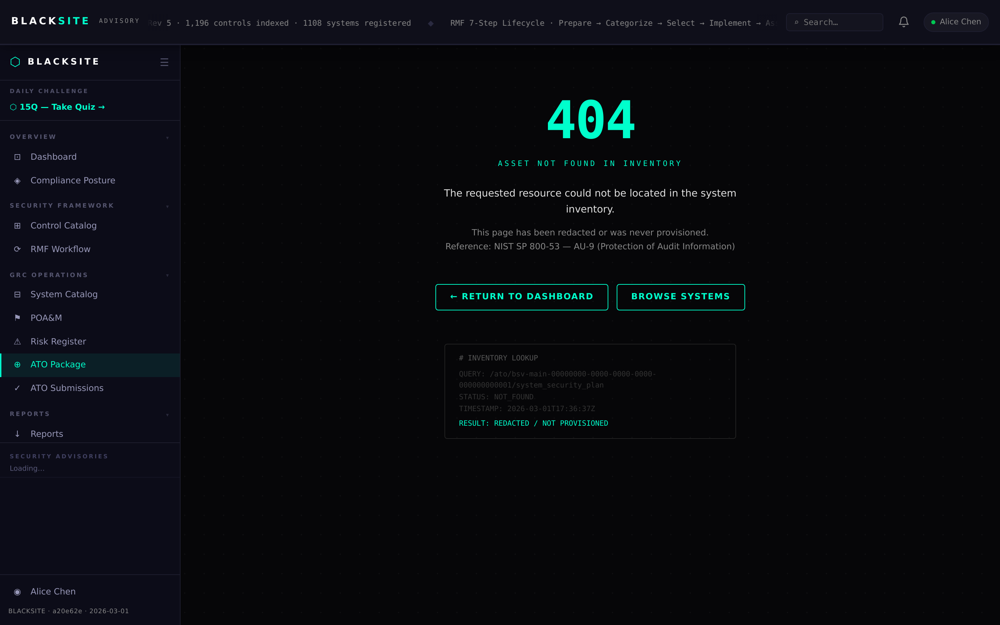 BLACKSITE ADVISORY Rev 5 · 1,196 controls indexed · 1108 systems registered ◆ RMF 7-Step Lifecycle · Prepare → Categorize → Select → Implement → As
Search…
Alice Chen
BLACKSITE
DAILY CHALLENGE
15Q — Take Quiz →
OVERVIEW
Dashboard
Compliance Posture
SECURITY FRAMEWORK
Control Catalog
RMF Workflow
GRC OPERATIONS
System Catalog
POA&M
Risk Register
ATO Package
ATO Submissions
REPORTS
Reports
SECURITY ADVISORIES
Loading…
Alice Chen
BLACKSITE · a20e62e · 2026-03-01
404
ASSET NOT FOUND IN INVENTORY
The requested resource could not be located in the system
inventory.
This page has been redacted or was never provisioned.
Reference: NIST SP 800-53 — AU-9 (Protection of Audit Information)
← RETURN TO DASHBOARD
BROWSE SYSTEMS
# INVENTORY LOOKUP
QUERY: /ato/bsv-main-00000000-0000-0000-0000-
000000000001/system_security_plan
STATUS: NOT_FOUND
TIMESTAMP: 2026-03-01T17:36:37Z
RESULT: REDACTED / NOT PROVISIONED